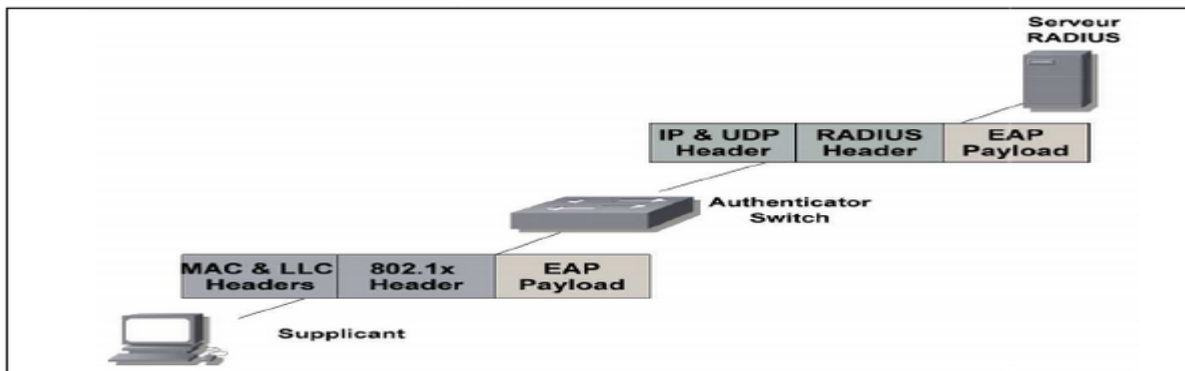 Serveur
RADIUS
IP & UDP
Header
RADIUS
Header
EAP
Payload
Authenticator
Switch
MAC & LLC
Headers
802.1x
Header
EAP
Payload
Supplicant